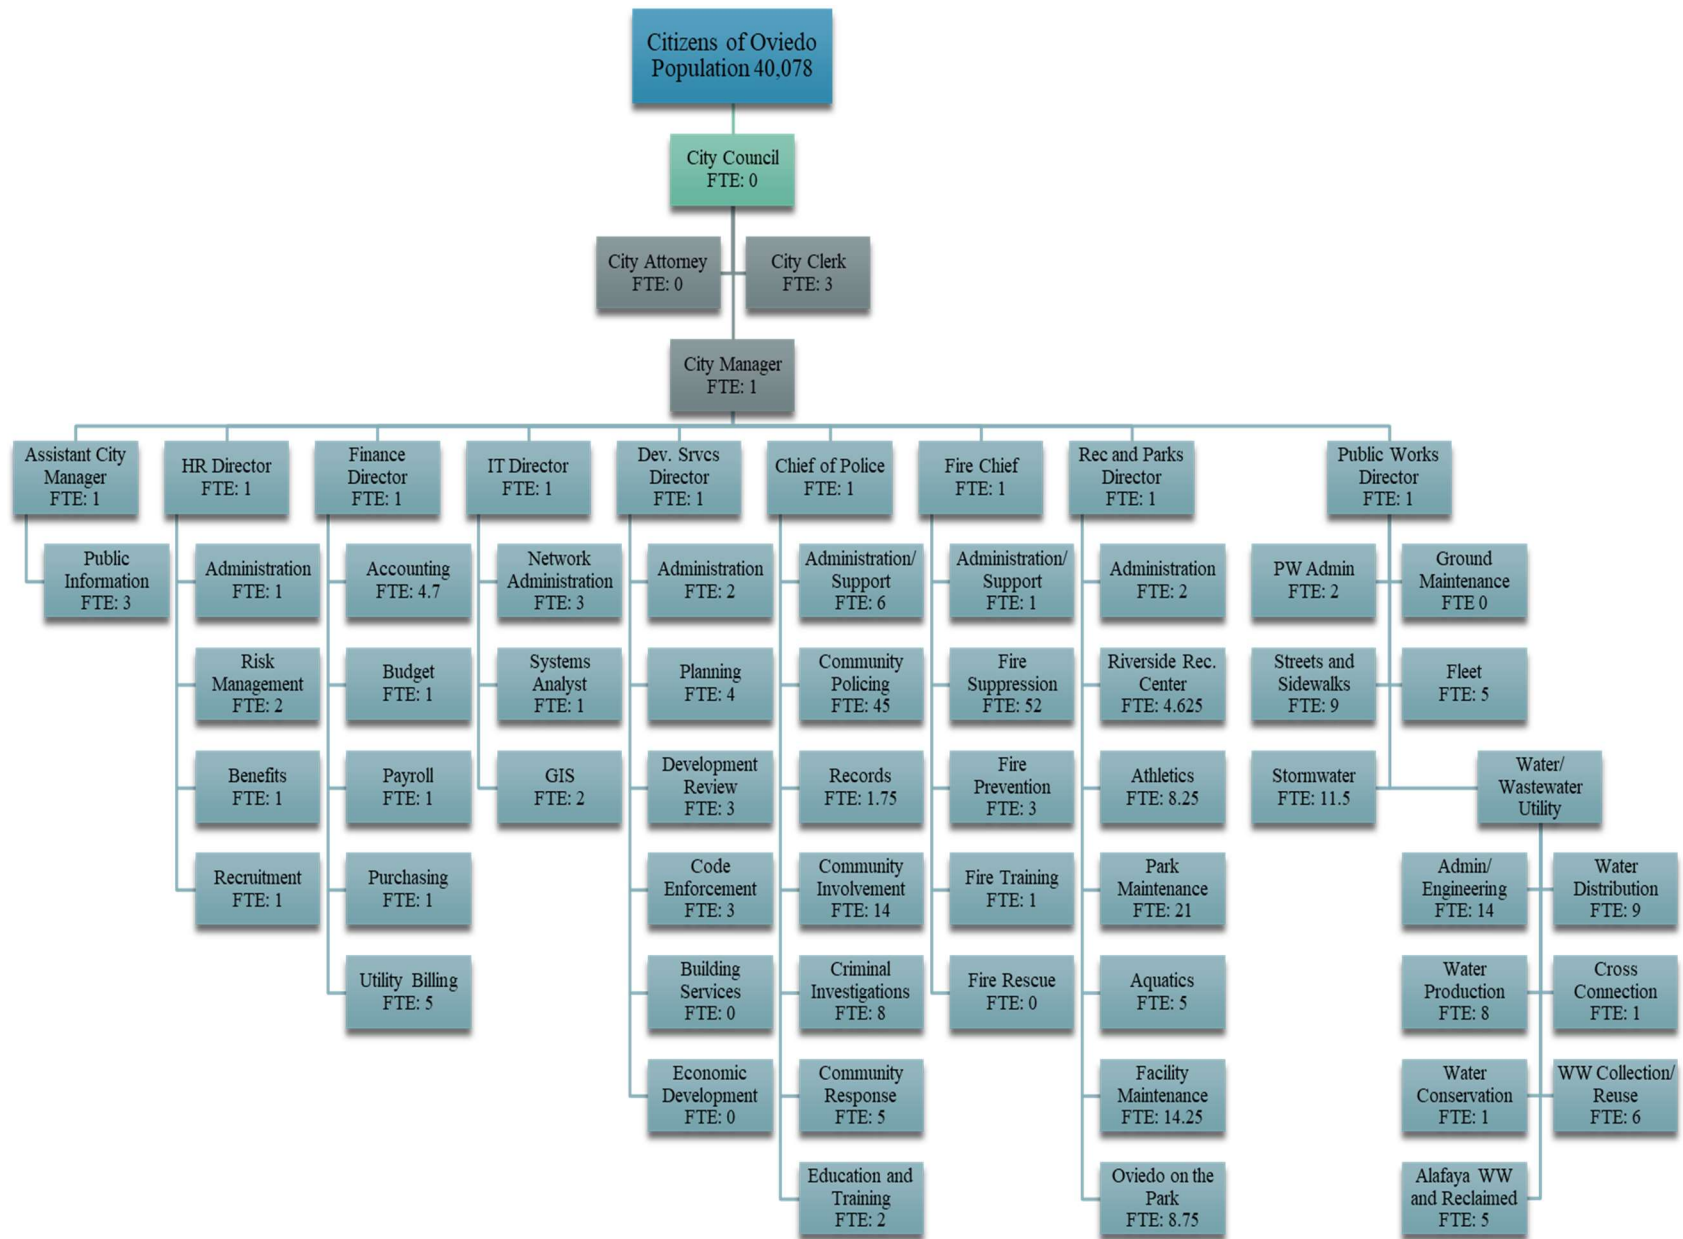 Citizens of Oviedo
Population 40,078
City Council
FTE: 0
City Attorney
FTE: 0
City Clerk
FTE: 3
City Manager
FTE: 1
Assistant City
Manager
FTE: 1
Public
Information
FTE: 3
HR Director
FTE: 1
Administration
FTE: 1
Risk
Management
FTE: 2
Benefits
FTE: 1
Recruitment
FTE: 1
Finance
Director
FTE: 1
Accounting
FTE: 4.7
Budget
FTE: 1
Payroll
FTE: 1
Purchasing
FTE: 1
Utility Billing
FTE: 5
IT Director
FTE: 1
Network
Administration
FTE: 3
Systems
Analyst
FTE: 1
GIS
FTE: 2
Dev. Srvcs
Director
FTE: 1
Administration
FTE: 2
Planning
FTE: 4
Development
Review
FTE: 3
Code
Enforcement
FTE: 3
Building
Services
FTE: 0
Economic
Development
FTE: 0
Chief of Police
FTE: 1
Administration/
Support
FTE: 6
Community
Policing
FTE: 45
Records
FTE: 1.75
Community
Involvement
FTE: 14
Criminal
Investigations
FTE: 8
Community
Response
FTE: 5
Education and
Training
FTE: 2
Fire Chief
FTE: 1
Administration/
Support
FTE: 1
Fire
Suppression
FTE: 52
Fire
Prevention
FTE: 3
Fire Training
FTE: 1
Fire Rescue
FTE: 0
Rec and Parks
Director
FTE: 1
Administration
FTE: 2
Riverside Rec.
Center
FTE: 4.625
Athletics
FTE: 8.25
Park
Maintenance
FTE: 21
Aquatics
FTE: 5
Facility
Maintenance
FTE: 14.25
Oviedo on the
Park
FTE: 8.75
Public Works
Director
FTE: 1
PW Admin
FTE: 2
Ground
Maintenance
FTE 0
Streets and
Sidewalks
FTE: 9
Fleet
FTE: 5
Stormwater
FTE: 11.5
Water/
Wastewater
Utility
Admin/
Engineering
FTE: 14
Water
Distribution
FTE: 9
Water
Production
FTE: 8
Cross
Connection
FTE: 1
Water
Conservation
FTE: 1
WW Collection/
Reuse
FTE: 6
Alafaya WW
and Reclaimed
FTE: 5